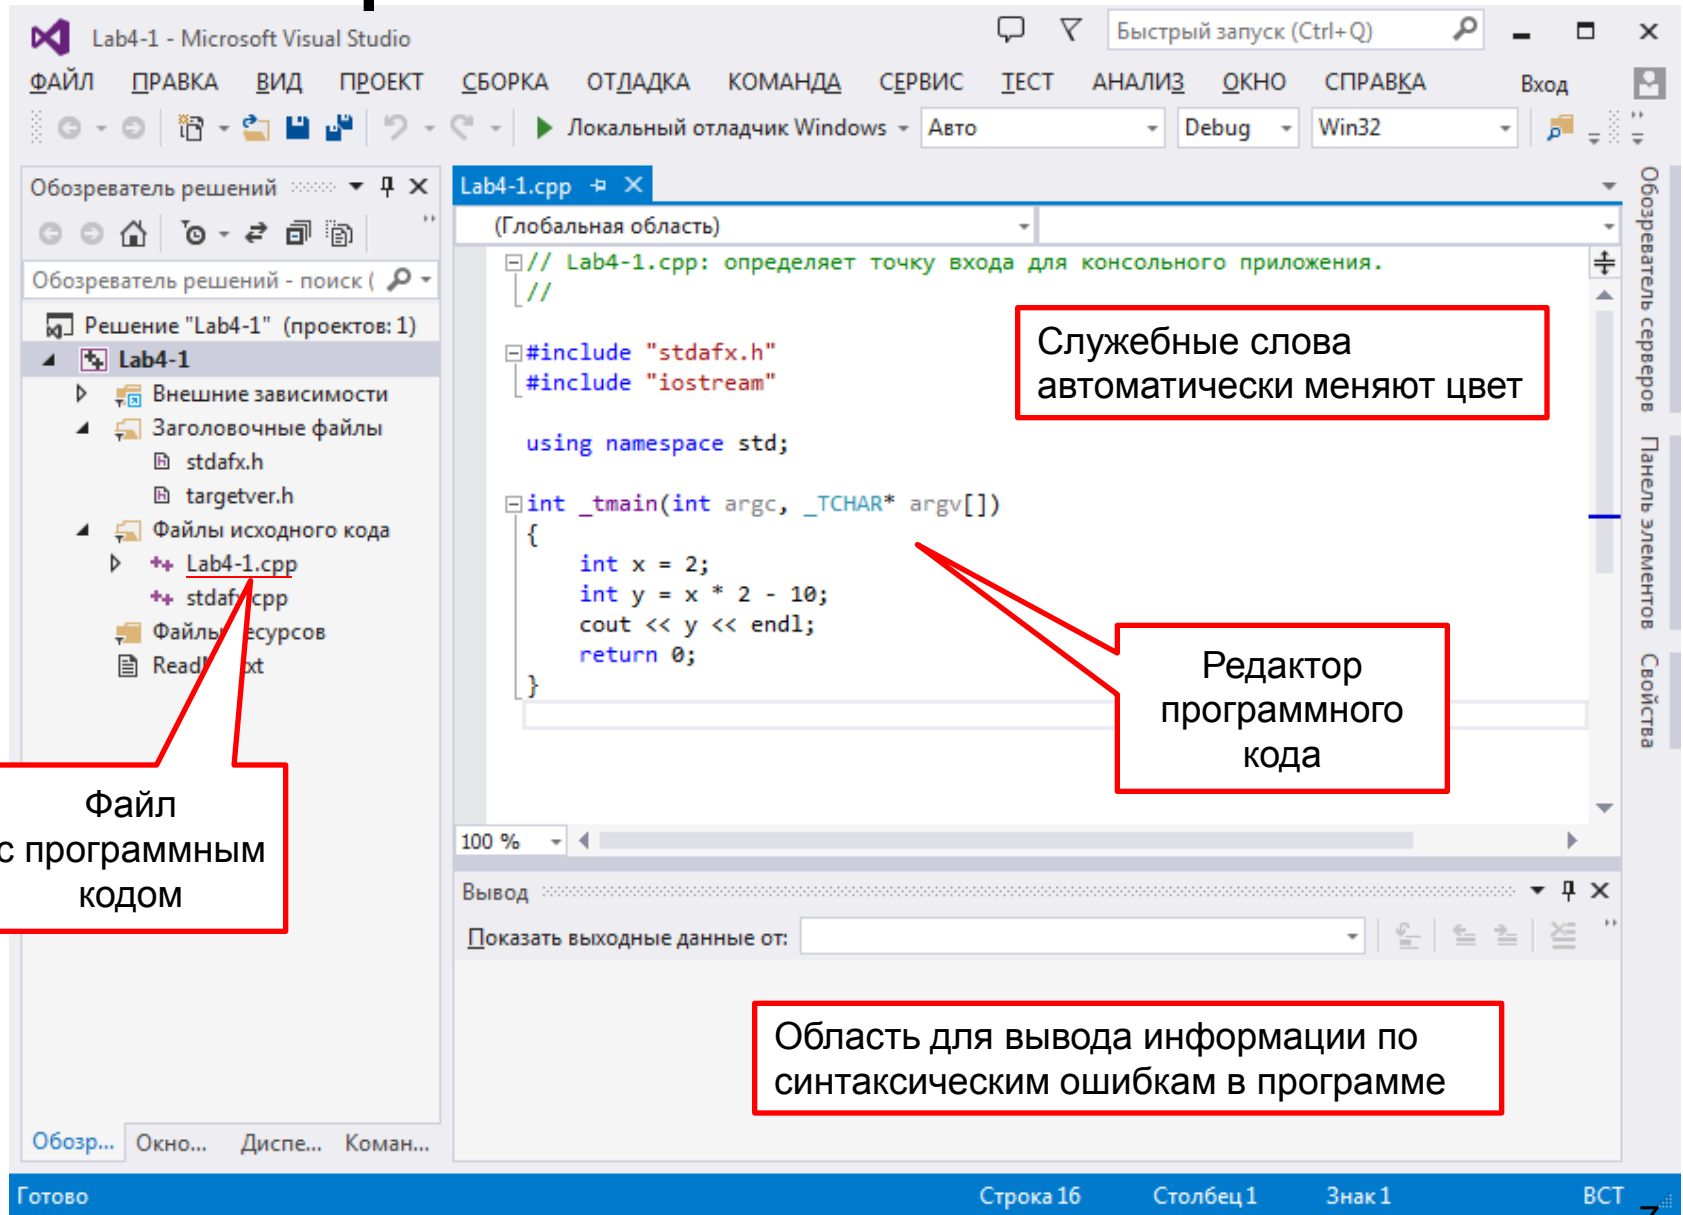 Lab4-1 - Microsoft Visual Studio
Быстрый запуск (Ctrl+Q)
ФАЙЛ ПРАВКА ВИД ПРОЕКТ СБОРКА ОТЛАДКА КОМАНДА СЕРВИС ТЕСТ АНАЛИЗ ОКНО СПРАВКА Вход
Локальный отладчик Windows Авто Debug Win32
Обозреватель решений
Обозреватель решений - поиск (
Решение "Lab4-1" (проектов: 1)
Lab4-1
Внешние зависимости
Заголовочные файлы
stdafx.h
targetver.h
Файлы исходного кода
Lab4-1.cpp
stdaf cpp
Файлы есурсов
Read xt
Файл
с программным
кодом
Обозр... Окно... Диспе... Коман...
Lab4-1.cpp
(Глобальная область)
// Lab4-1.cpp: определяет точку входа для консольного приложения.
//
#include "stdafx.h"
#include "iostream"
using namespace std;
int _tmain(int argc, _TCHAR* argv[])
{
int x = 2;
int y = x * 2 - 10;
cout << y << endl;
return 0;
}
Служебные слова
автоматически меняют цвет
Редактор
программного
кода
100 %
Вывод
Показать выходные данные от:
Область для вывода информации по
синтаксическим ошибкам в программе
Обозреватель серверов
Панель элементов
Свойства
Готово Строка 16 Столбец 1 Знак 1 ВСТ